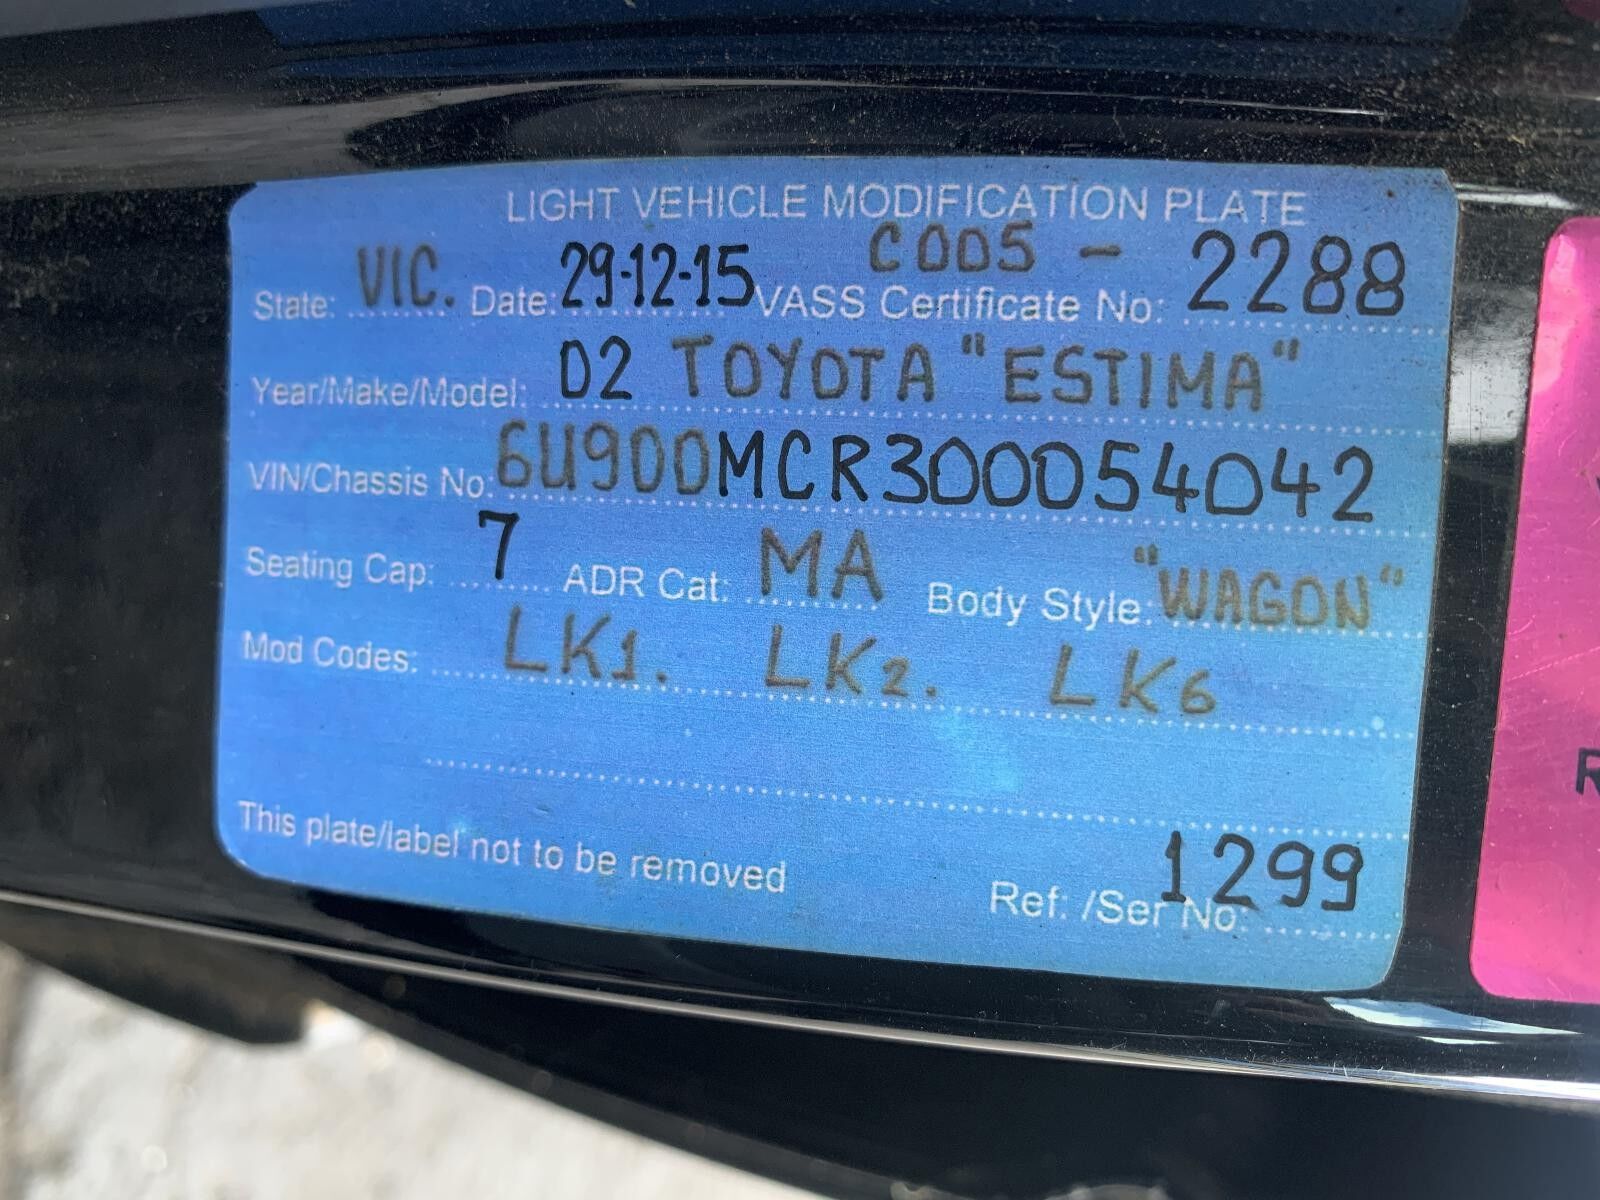 LIGHT VEHICLE MODIFICATION PLATE
State: VIC. Date: 29-12-15 VASS Certificate No: C005 - 2288
Year/Make/Model: 02 TOYOTA "ESTIMA"
VIN/Chassis No: 6U900MCR300054042
Seating Cap: 7 ADR Cat: MA Body Style: "WAGON"
Mod Codes: LK1. LK2. LK6
This plate/label not to be removed
Ref: /Ser No: 1299
R